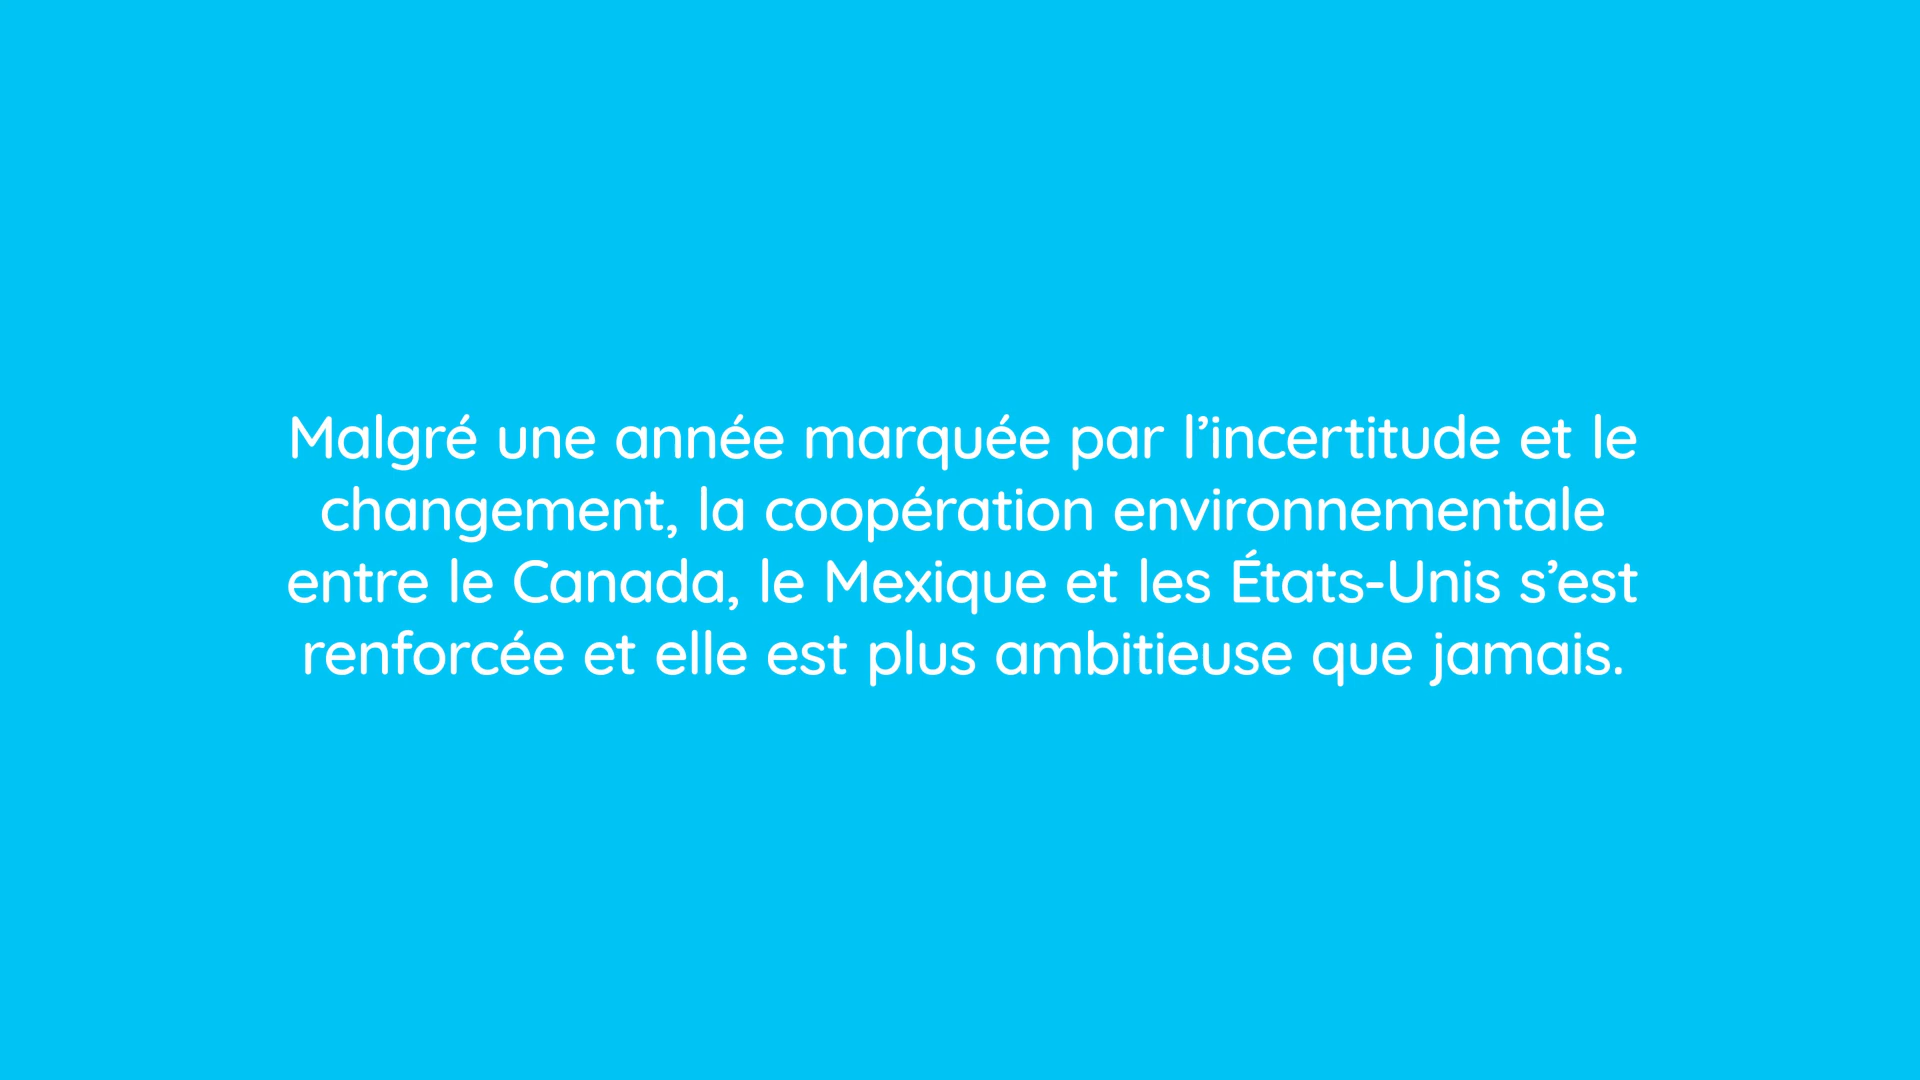 Malgré une année marquée par l’incertitude et le
changement, la coopération environnementale
entre le Canada, le Mexique et les États-Unis s’est
renforcée et elle est plus ambitieuse que jamais.